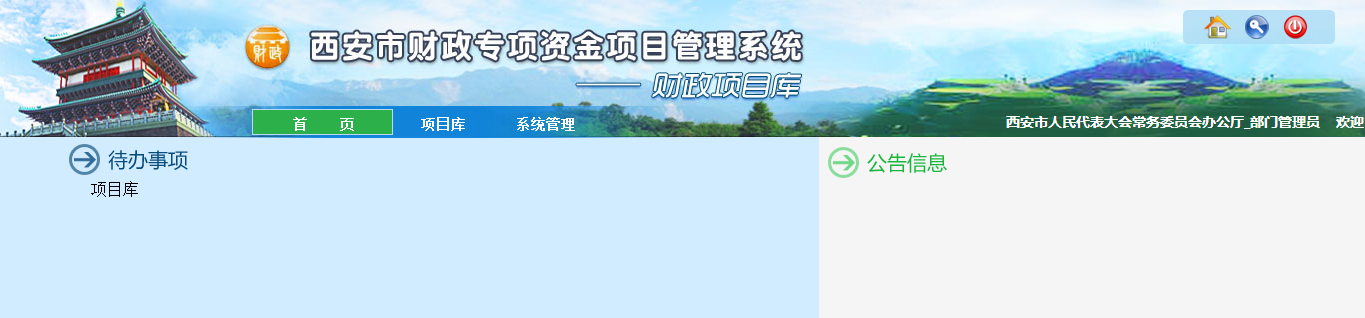 财政
西安市财政专项资金项目管理系统
——财政项目库
首 页 项目库 系统管理
西安市人民代表大会常务委员会办公厅_部门管理员 欢迎
待办事项
项目库
公告信息